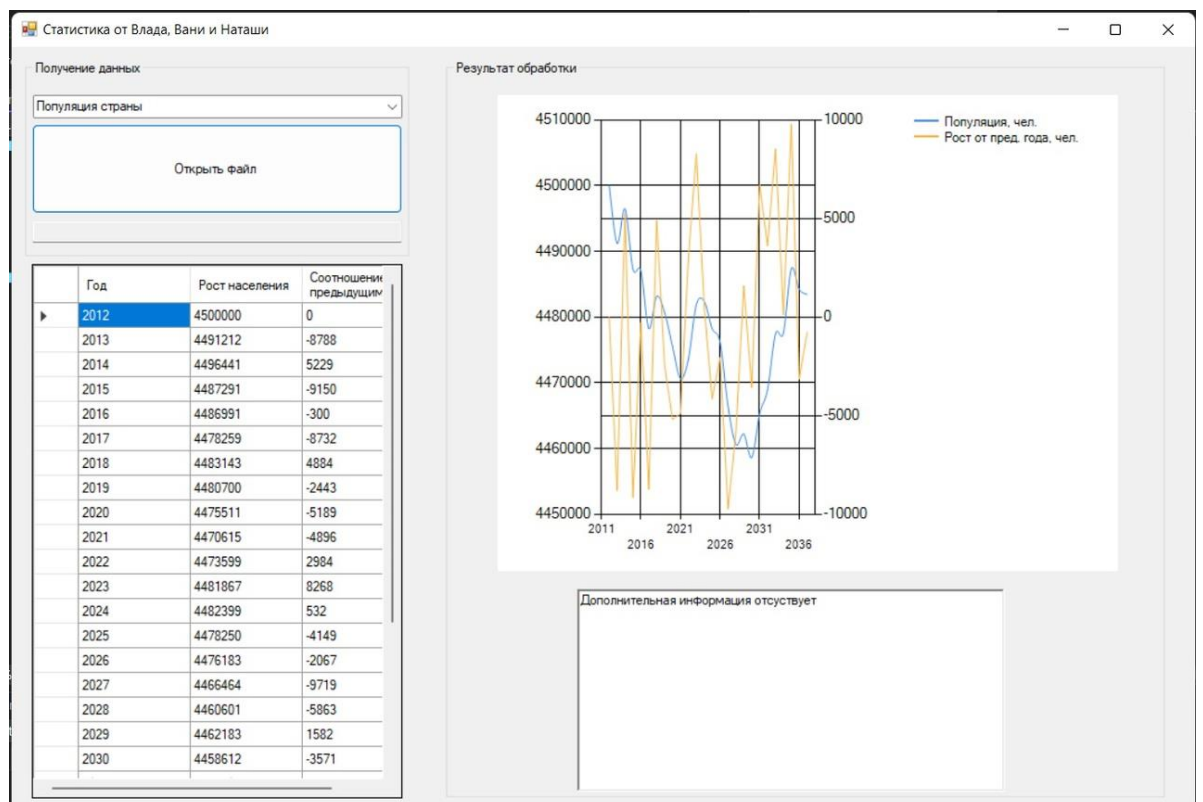 Статистика от Влада, Вани и Наташи
Получение данных
Популяция страны
Открыть файл
Год Рост населения Соотношение
предыдущим
2012 4500000 0
2013 4491212 -8788
2014 4496441 5229
2015 4487291 -9150
2016 4486991 -300
2017 4478259 -8732
2018 4483143 4884
2019 4480700 -2443
2020 4475511 -5189
2021 4470615 -4896
2022 4473599 2984
2023 4481867 8268
2024 4482399 532
2025 4478250 -4149
2026 4476183 -2067
2027 4466464 -9719
2028 4460601 -5863
2029 4462183 1582
2030 4458612 -3571
Результат обработки
4510000 10000
4500000
5000
4490000
4480000 0
4470000
-5000
4460000
4450000 -10000
2011 2021 2031
2016 2026 2036
Популяция, чел.
Рост от пред. года, чел.
Дополнительная информация отсуствует